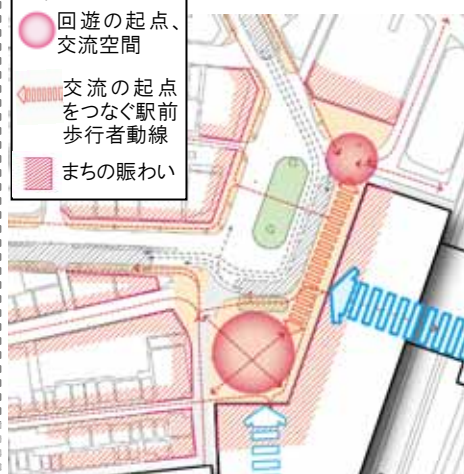 回遊の起点、
交流空間
交流の起点
をつなぐ駅前
歩行者動線
まちの賑わい